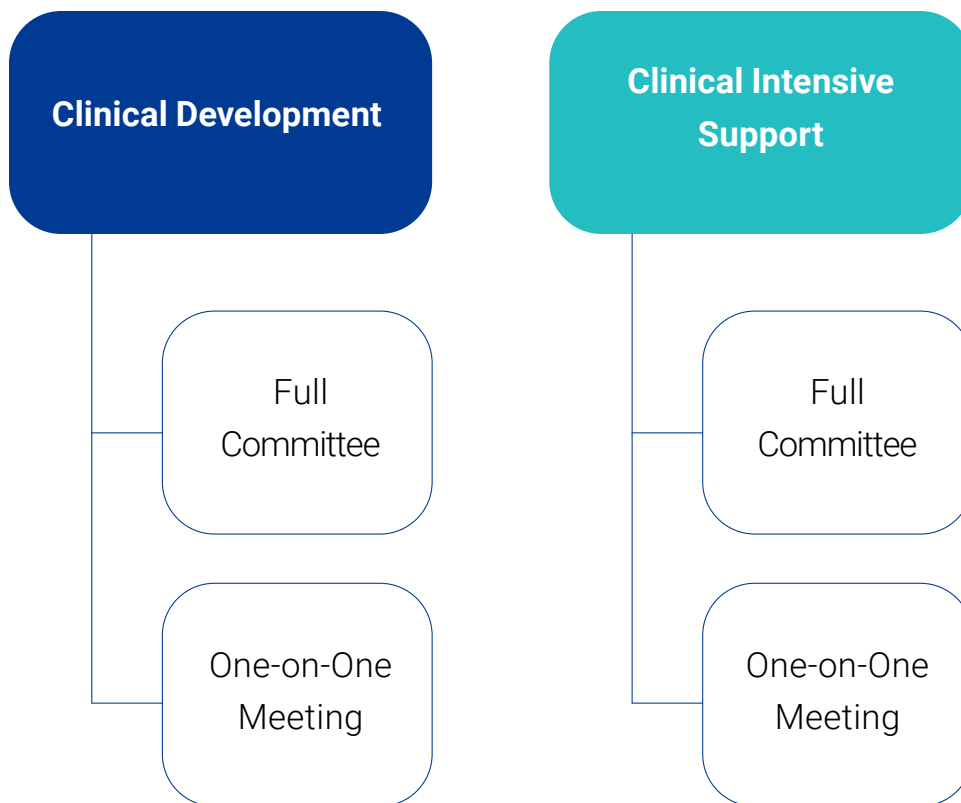 Clinical Development
Full
Committee
One-on-One
Meeting
Clinical Intensive
Support
Full
Committee
One-on-One
Meeting